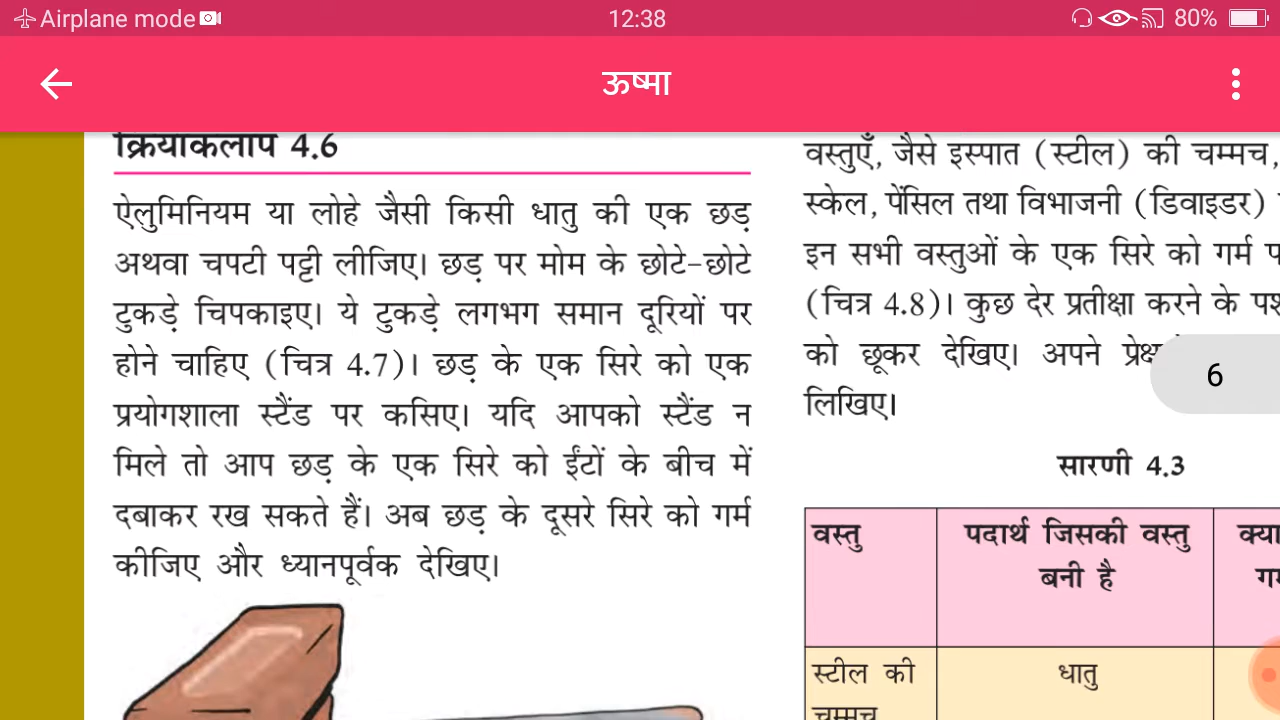 Airplane mode
12:38
80%
ऊष्मा
क्रियाकलाप 4.6
ऐलुमिनियम या लोहे जैसी किसी धातु की एक छड़
अथवा चपटी पट्टी लीजिए। छड़ पर मोम के छोटे-छोटे
टुकड़े चिपकाइए। ये टुकड़े लगभग समान दूरियों पर
होने चाहिए (चित्र 4.7)। छड़ के एक सिरे को एक
प्रयोगशाला स्टैंड पर कसिए। यदि आपको स्टैंड न
मिले तो आप छड़ के एक सिरे को ईंटों के बीच में
दबाकर रख सकते हैं। अब छड़ के दूसरे सिरे को गर्म
कीजिए और ध्यानपूर्वक देखिए।
वस्तुएँ, जैसे इस्पात (स्टील) की चम्मच,
स्केल, पेंसिल तथा विभाजनी (डिवाइडर)
इन सभी वस्तुओं के एक सिरे को गर्म
(चित्र 4.8)। कुछ देर प्रतीक्षा करने के
को छूकर देखिए। अपने
लिखिए।
6
सारणी 4.3
वस्तु
पदार्थ जिसकी वस्तु
बनी है
क्या
स्टील की
चम्मच
धातु